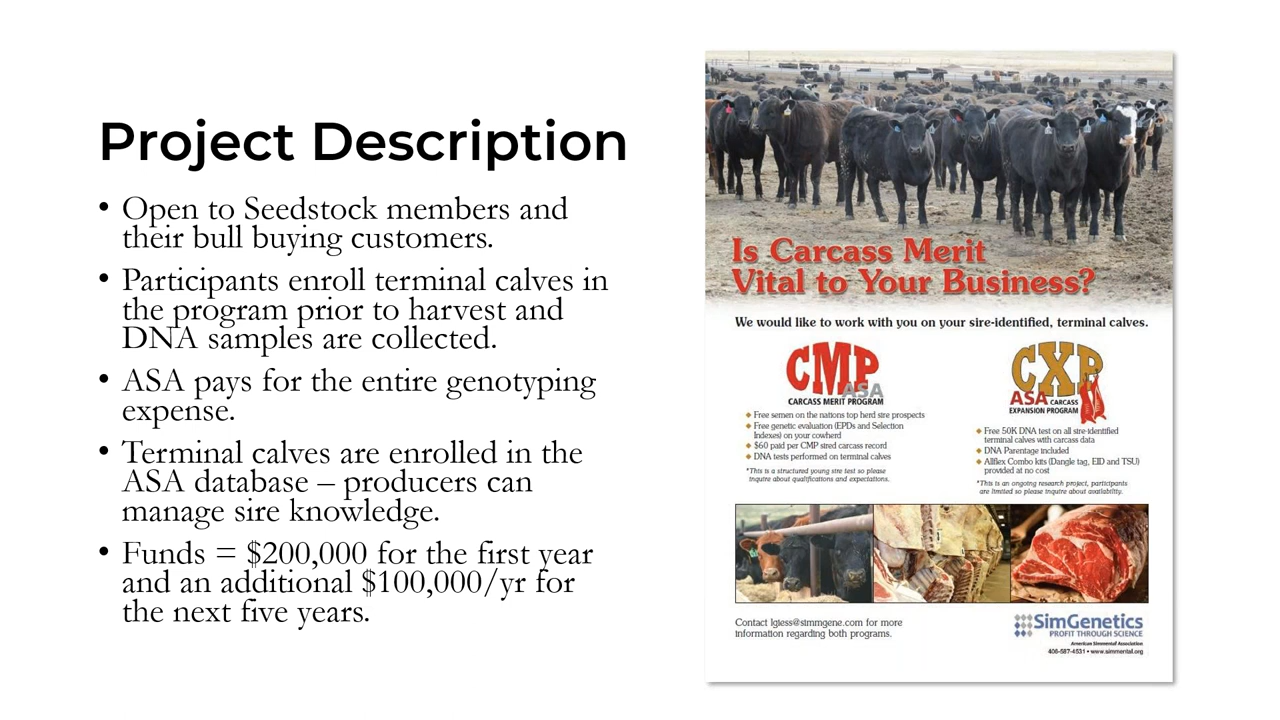 Project Description
• Open to Seedstock members and
their bull buying customers.
• Participants enroll terminal calves in
the program prior to harvest and
DNA samples are collected.
• ASA pays for the entire genotyping
expense.
• Terminal calves are enrolled in the
ASA database – producers can
manage sire knowledge.
• Funds = $200,000 for the first year
and an additional $100,000/yr for
the next five years.
Is Carcass Merit
Vital to Your Business?
We would like to work with you on your sire-identified, terminal calves.
CMP
ASA
CARCASS MERIT PROGRAM
◆ Free semen on the nations top herd sire prospects
◆ Free genetic evaluation (EPDs and Selection
Indexes) on your cowherd
◆ $60 paid per CMP sired carcass record
◆ DNA tests performed on terminal calves
*This is a structured young sire test so please
inquire about qualifications and expectations.
CXP
ASA CARCASS
EXPANSION PROGRAM
◆ Free 50K DNA test on all sire-identified
terminal calves with carcass data
◆ DNA Parentage included
◆ Allflex Combo kits (Dangle tag, EID and TSU)
provided at no cost
*This is an ongoing research project, participants
are limited so please inquire about availability.
Contact lgiess@simmgene.com for more
information regarding both programs.
SimGenetics
PROFIT THROUGH SCIENCE
American Simmental Association
406-587-4531 • www.simmental.org